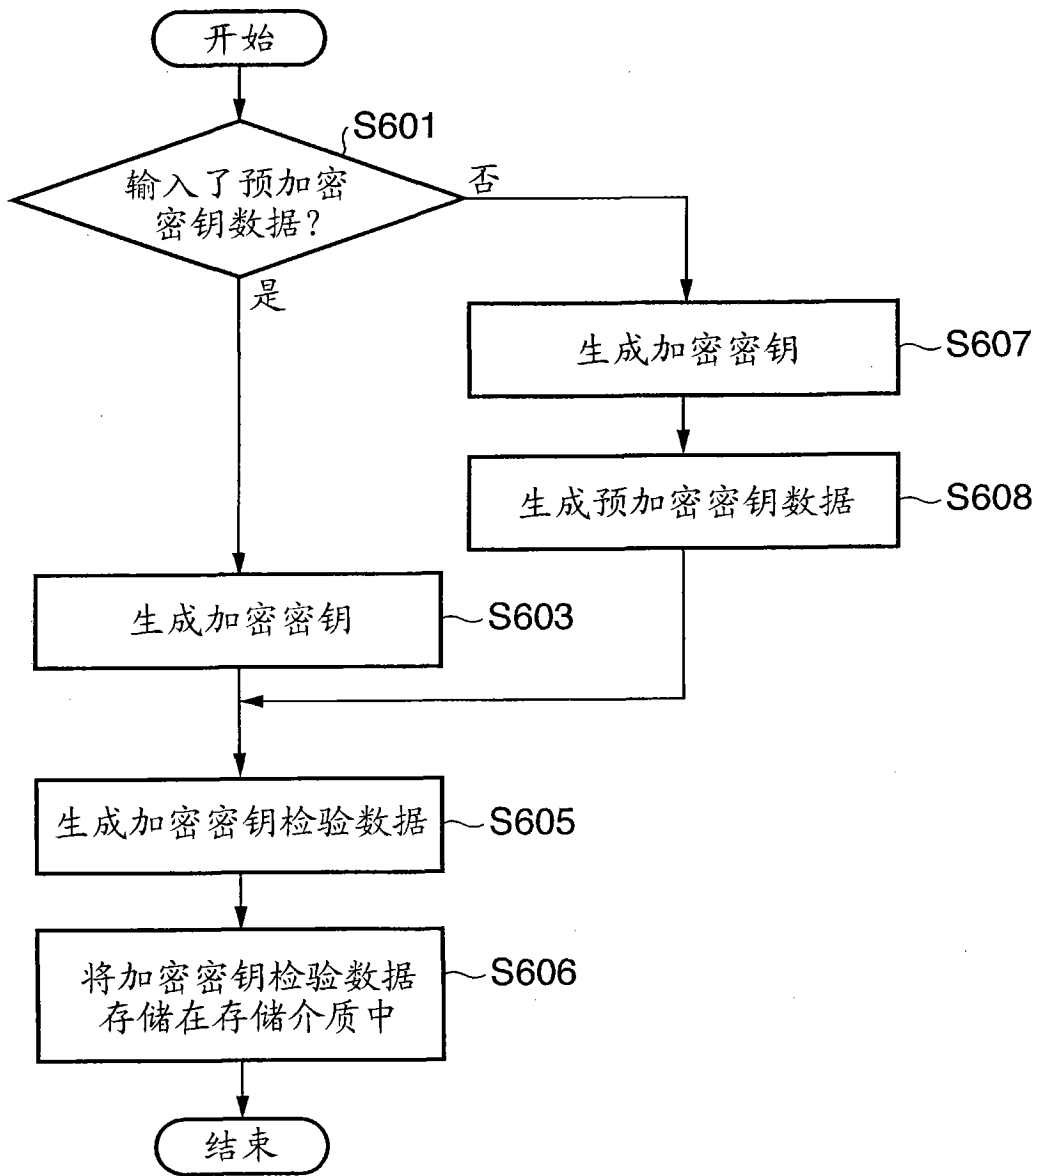 开始
S601
输入了预加密
密钥数据?
否
是
生成加密密钥
S607
生成预加密密钥数据
S608
生成加密密钥
S603
生成加密密钥检验数据
S605
将加密密钥检验数据
存储在存储介质中
S606
结束